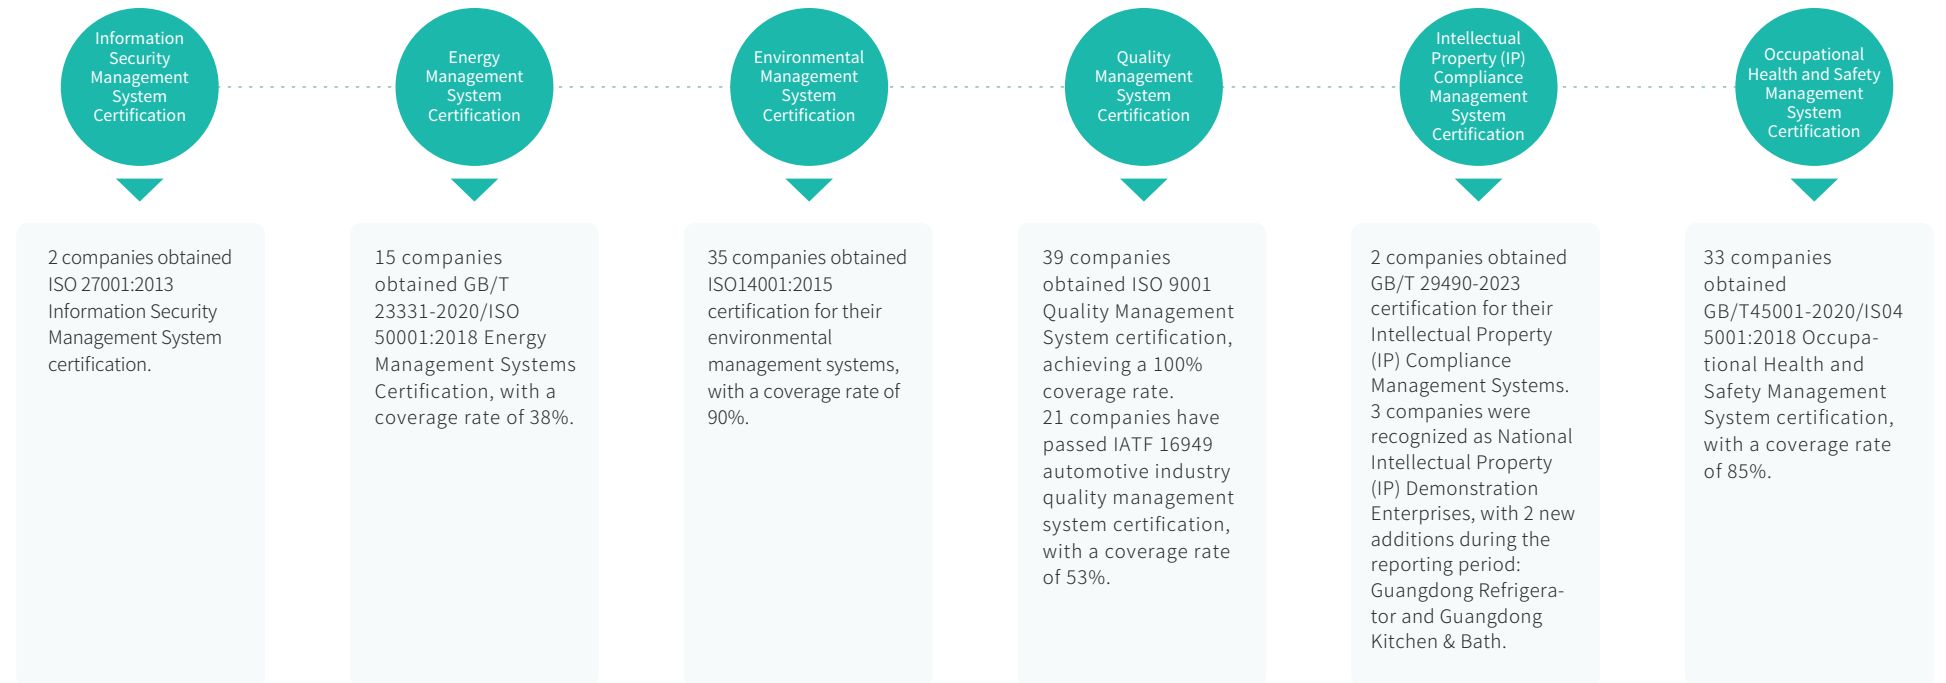 Information
Security
Management
System
Certification
Energy
Management
System
Certification
Environmental
Management
System
Certification
Quality
Management
System
Certification
Intellectual
Property (IP)
Compliance
Management
System
Certification
Occupational
Health and Safety
Management
System
Certification
2 companies obtained
ISO 27001:2013
Information Security
Management System
certification.
15 companies
obtained GB/T
23331-2020/ISO
50001:2018 Energy
Management Systems
Certification, with a
coverage rate of 38%.
35 companies obtained
ISO14001:2015
certification for their
environmental
management systems,
with a coverage rate of
90%.
39 companies
obtained ISO 9001
Quality Management
System certification,
achieving a 100%
coverage rate.
21 companies have
passed IATF 16949
automotive industry
quality management
system certification,
with a coverage rate
of 53%.
2 companies obtained
GB/T 29490-2023
certification for their
Intellectual Property
(IP) Compliance
Management Systems.
3 companies were
recognized as National
Intellectual Property
(IP) Demonstration
Enterprises, with 2 new
additions during the
reporting period:
Guangdong Refrigera-
tor and Guangdong
Kitchen & Bath.
33 companies
obtained
GB/T45001-2020/IS04
5001:2018 Occupa-
tional Health and
Safety Management
System certification,
with a coverage rate
of 85%.